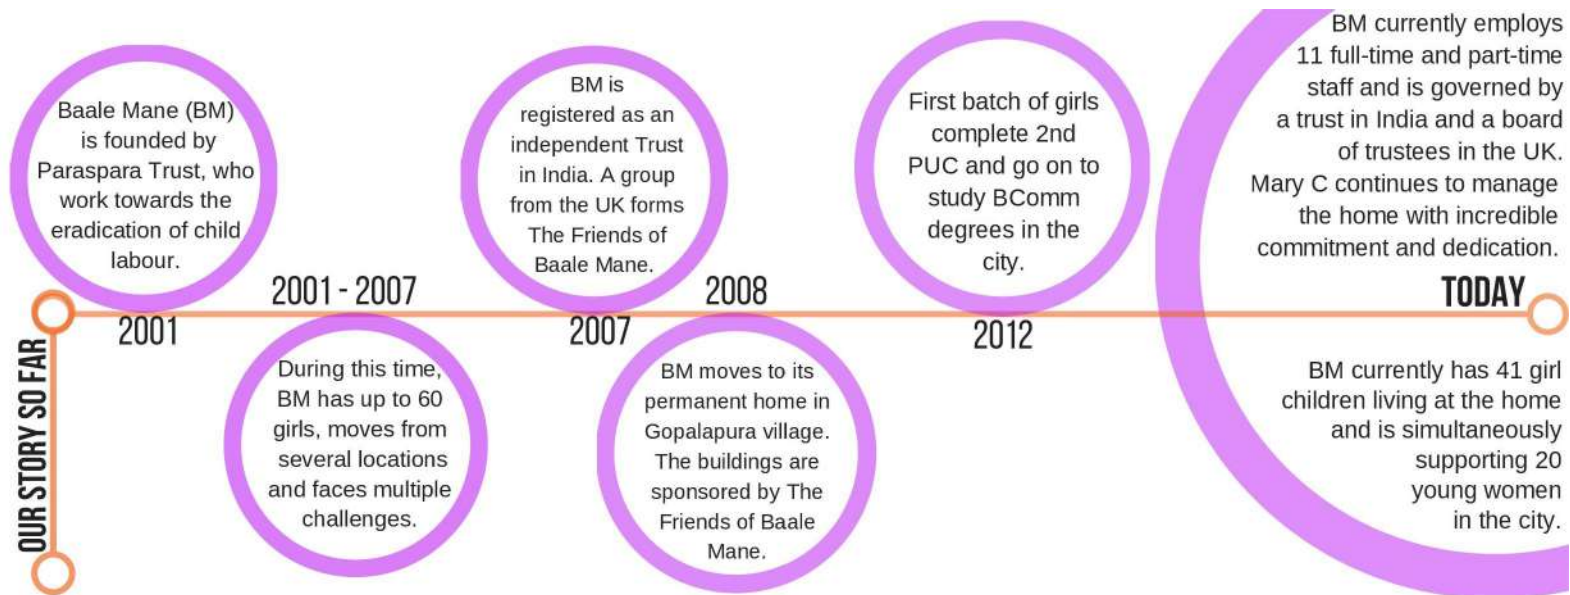 OUR STORY SO FAR
Baale Mane (BM)
is founded by
Paraspara Trust, who
work towards the
eradication of child
labour.
2001
2001 - 2007
During this time,
BM has up to 60
girls, moves from
several locations
and faces multiple
challenges.
BM is
registered as an
independent Trust
in India. A group
from the UK forms
The Friends of
Baale Mane.
2007
2008
BM moves to its
permanent home in
Gopalapura village.
The buildings are
sponsored by The
Friends of Baale
Mane.
First batch of girls
complete 2nd
PUC and go on to
study BComm
degrees in the
city.
2012
BM currently employs
11 full-time and part-time
staff and is governed by
a trust in India and a board
of trustees in the UK.
Mary C continues to manage
the home with incredible
commitment and dedication.
TODAY
BM currently has 41 girl
children living at the home
and is simultaneously
supporting 20
young women
in the city.